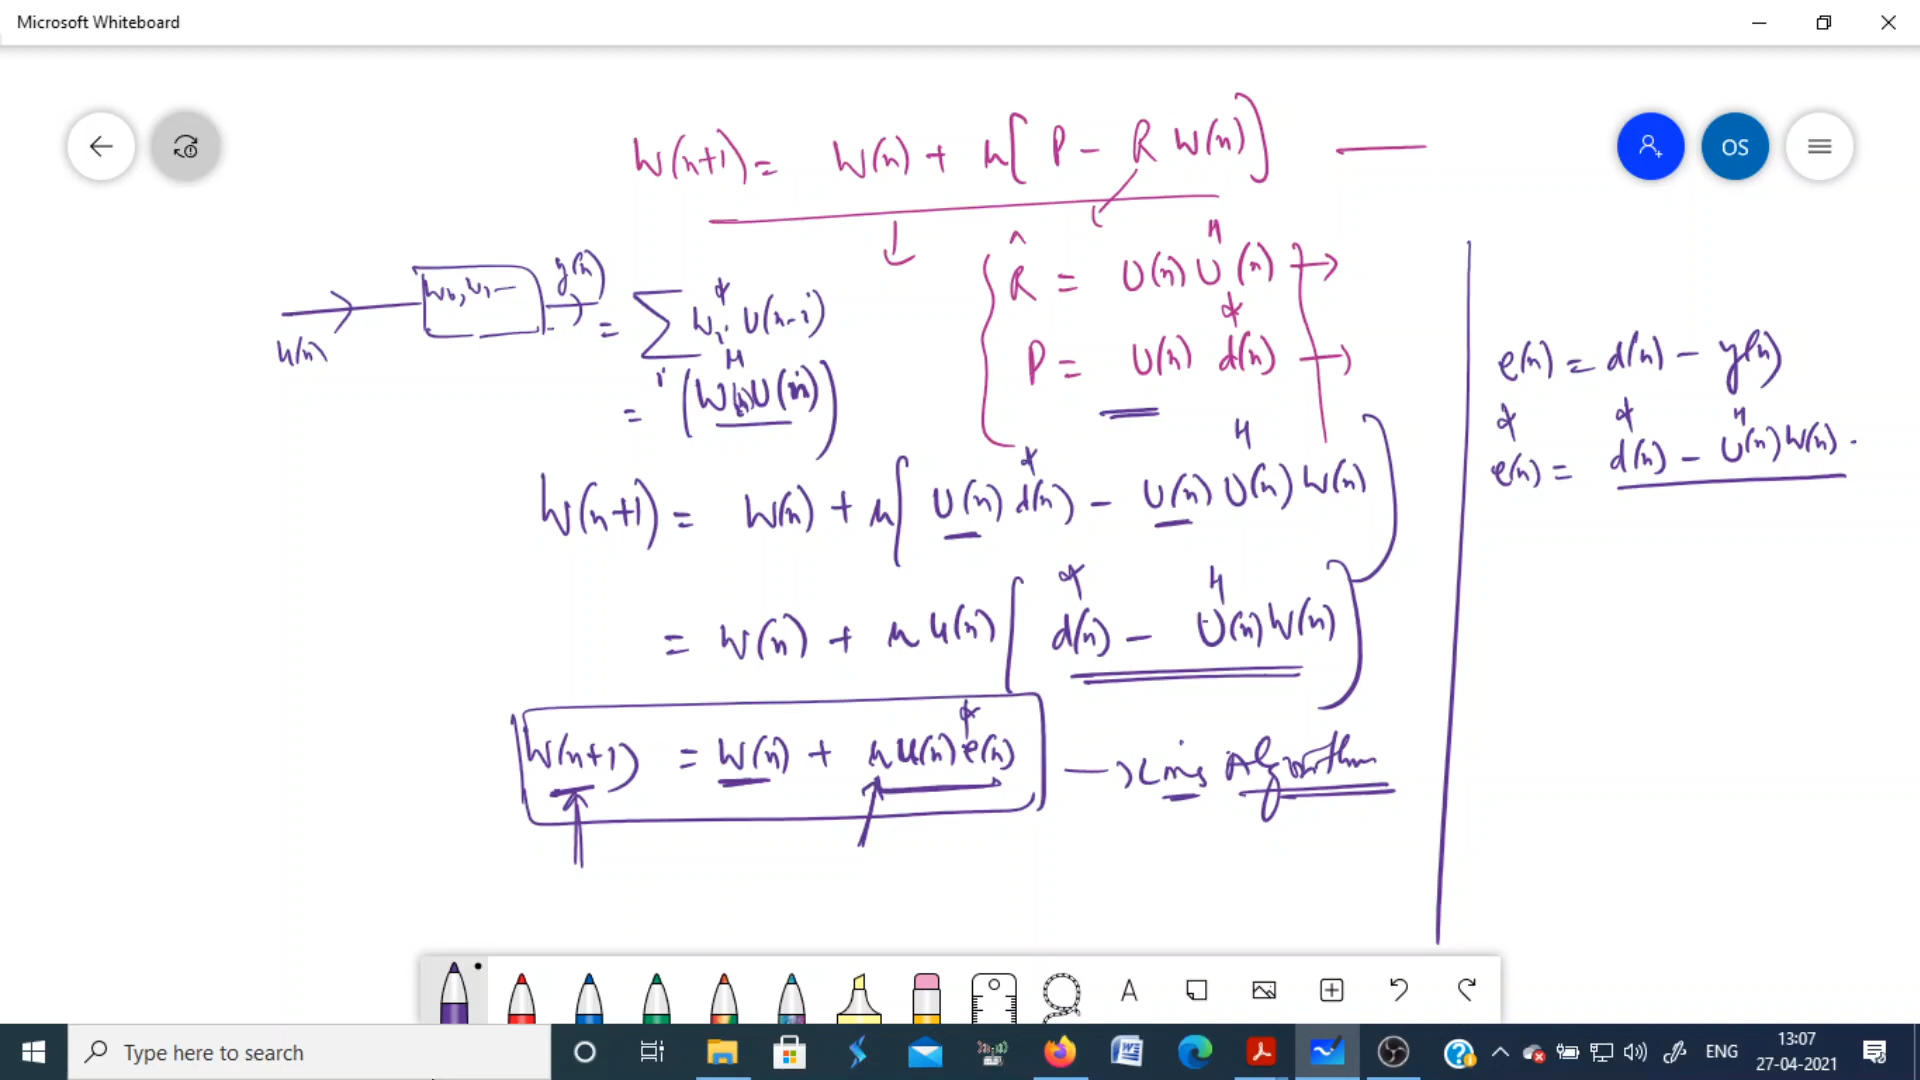 Microsoft Whiteboard
W(n+1) = W(n) + μ[ P − R W(n) ]
OS
R̂ = U(n) U^H(n)
P = U(n) d*(n)
u(n)
y(n)
= Σ_i w_i* u(n-i)
= (W^H(n) U(n))
e(n) = d(n) − y(n)
e*(n) = d*(n) − U^H(n) W(n).
W(n+1) = W(n) + μ[ U(n) d*(n) − U(n) U^H(n) W(n) ]
= W(n) + μ U(n) [ d*(n) − U^H(n) W(n) ]
W(n+1) = W(n) + μ U(n) e*(n) → Lms Algorithm
Type here to search
ENG
13:07
27-04-2021